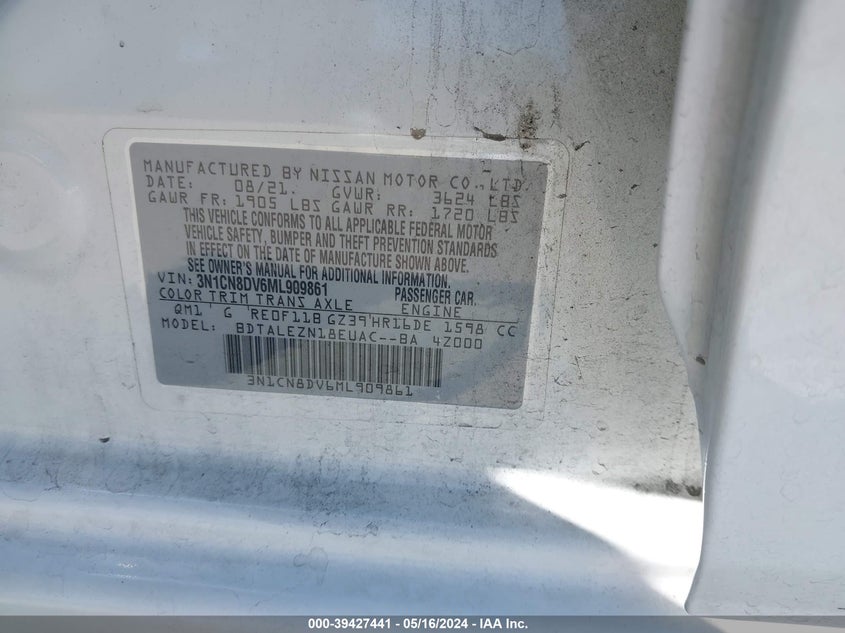 MANUFACTURED BY NISSAN MOTOR CO.,LTD.
DATE: 08/21. GVWR: 3624 LBS
GAWR FR: 1905 LBS GAWR RR: 1720 LBS
THIS VEHICLE CONFORMS TO ALL APPLICABLE FEDERAL MOTOR
VEHICLE SAFETY, BUMPER AND THEFT PREVENTION STANDARDS
IN EFFECT ON THE DATE OF MANUFACTURE SHOWN ABOVE.
SEE OWNER'S MANUAL FOR ADDITIONAL INFORMATION.
VIN: 3N1CN8DV6ML909861 PASSENGER CAR.
COLOR TRIM TRANS AXLE ENGINE
QM1 G RE0F11B GZ39 HR16DE 1598 CC
MODEL: BDTALEZN18EUAC--BA 4Z000
3N1CN8DV6ML909861
000-39427441 - 05/16/2024 - IAA Inc.